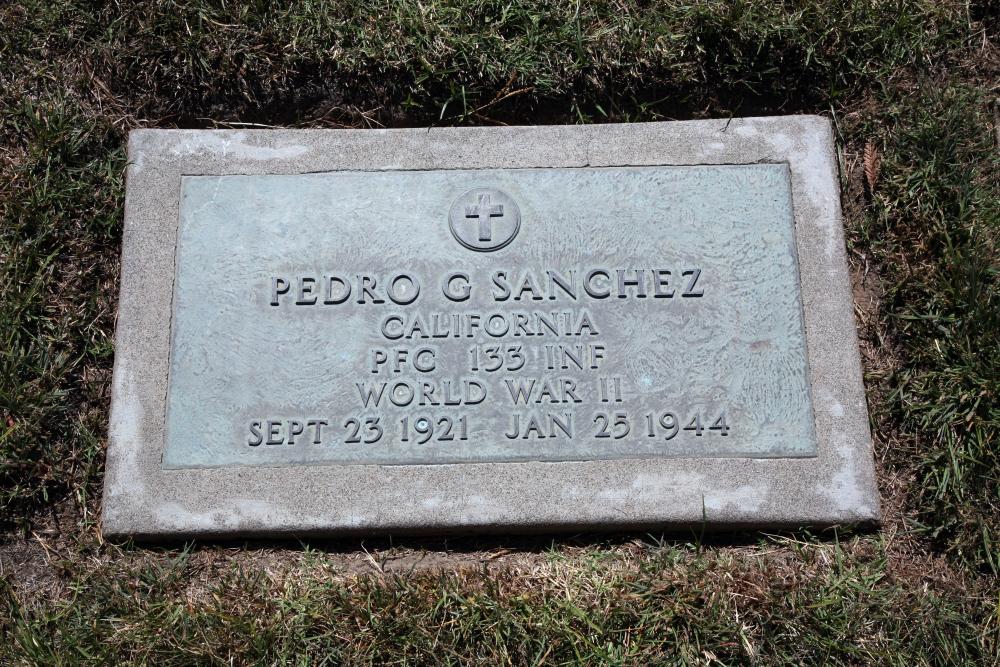 PEDRO G SANCHEZ
CALIFORNIA
PFC 133 INF
WORLD WAR II
SEPT 23 1921 JAN 25 1944